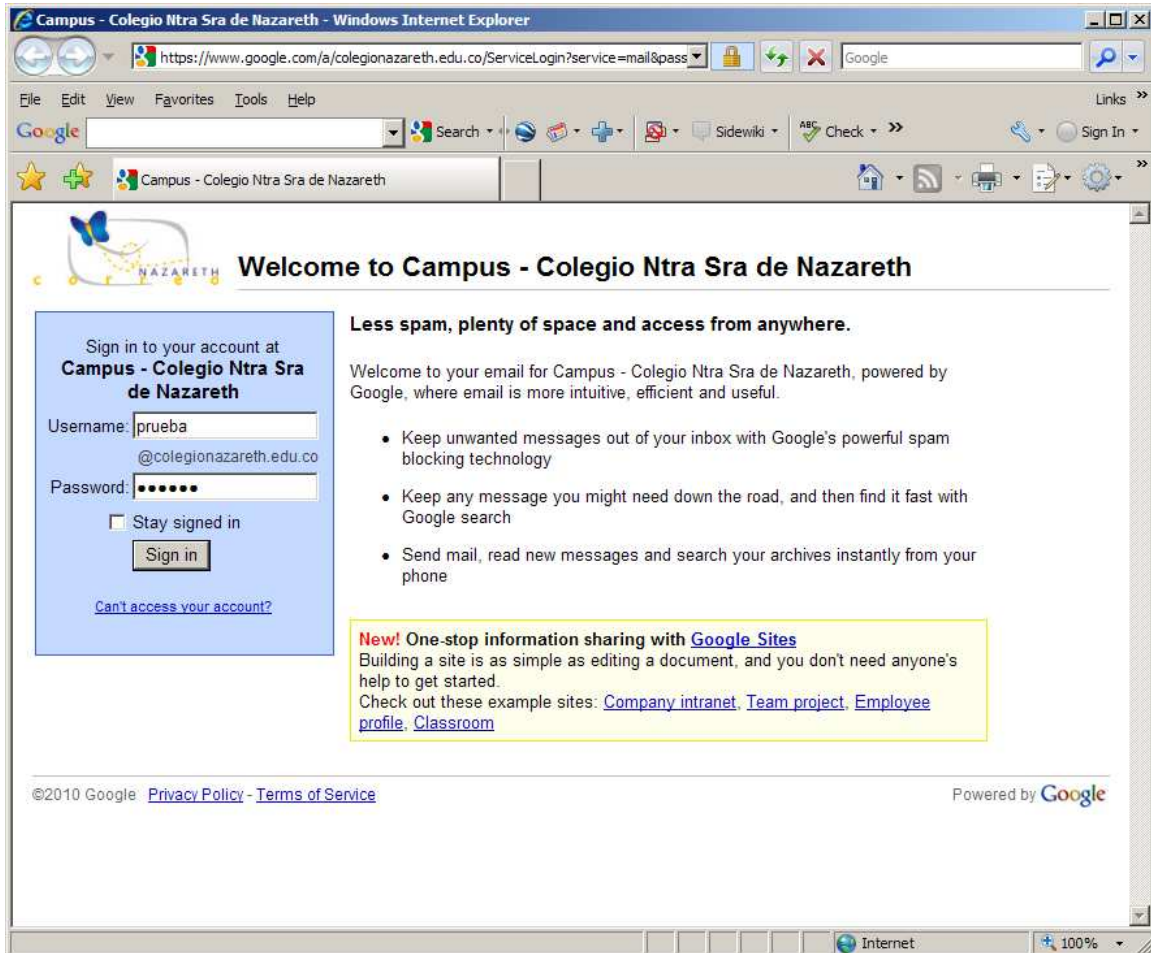 Campus - Colegio Ntra Sra de Nazareth - Windows Internet Explorer
https://www.google.com/a/colegionazareth.edu.co/ServiceLogin?service=mail&pass
Google
File Edit View Favorites Tools Help
Links »
Google
Search
Sidewiki
ABC Check »
Sign In
Campus - Colegio Ntra Sra de Nazareth
»
NAZARETH
c o r r e d
Welcome to Campus - Colegio Ntra Sra de Nazareth
Sign in to your account at
Campus - Colegio Ntra Sra
de Nazareth
Username: prueba
@colegionazareth.edu.co
Password: ●●●●●●
Stay signed in
Sign in
Can't access your account?
Less spam, plenty of space and access from anywhere.
Welcome to your email for Campus - Colegio Ntra Sra de Nazareth, powered by
Google, where email is more intuitive, efficient and useful.
• Keep unwanted messages out of your inbox with Google's powerful spam
blocking technology
• Keep any message you might need down the road, and then find it fast with
Google search
• Send mail, read new messages and search your archives instantly from your
phone
New! One-stop information sharing with Google Sites
Building a site is as simple as editing a document, and you don't need anyone's
help to get started.
Check out these example sites: Company intranet, Team project, Employee
profile, Classroom
©2010 Google Privacy Policy - Terms of Service
Powered by Google
Internet
100%